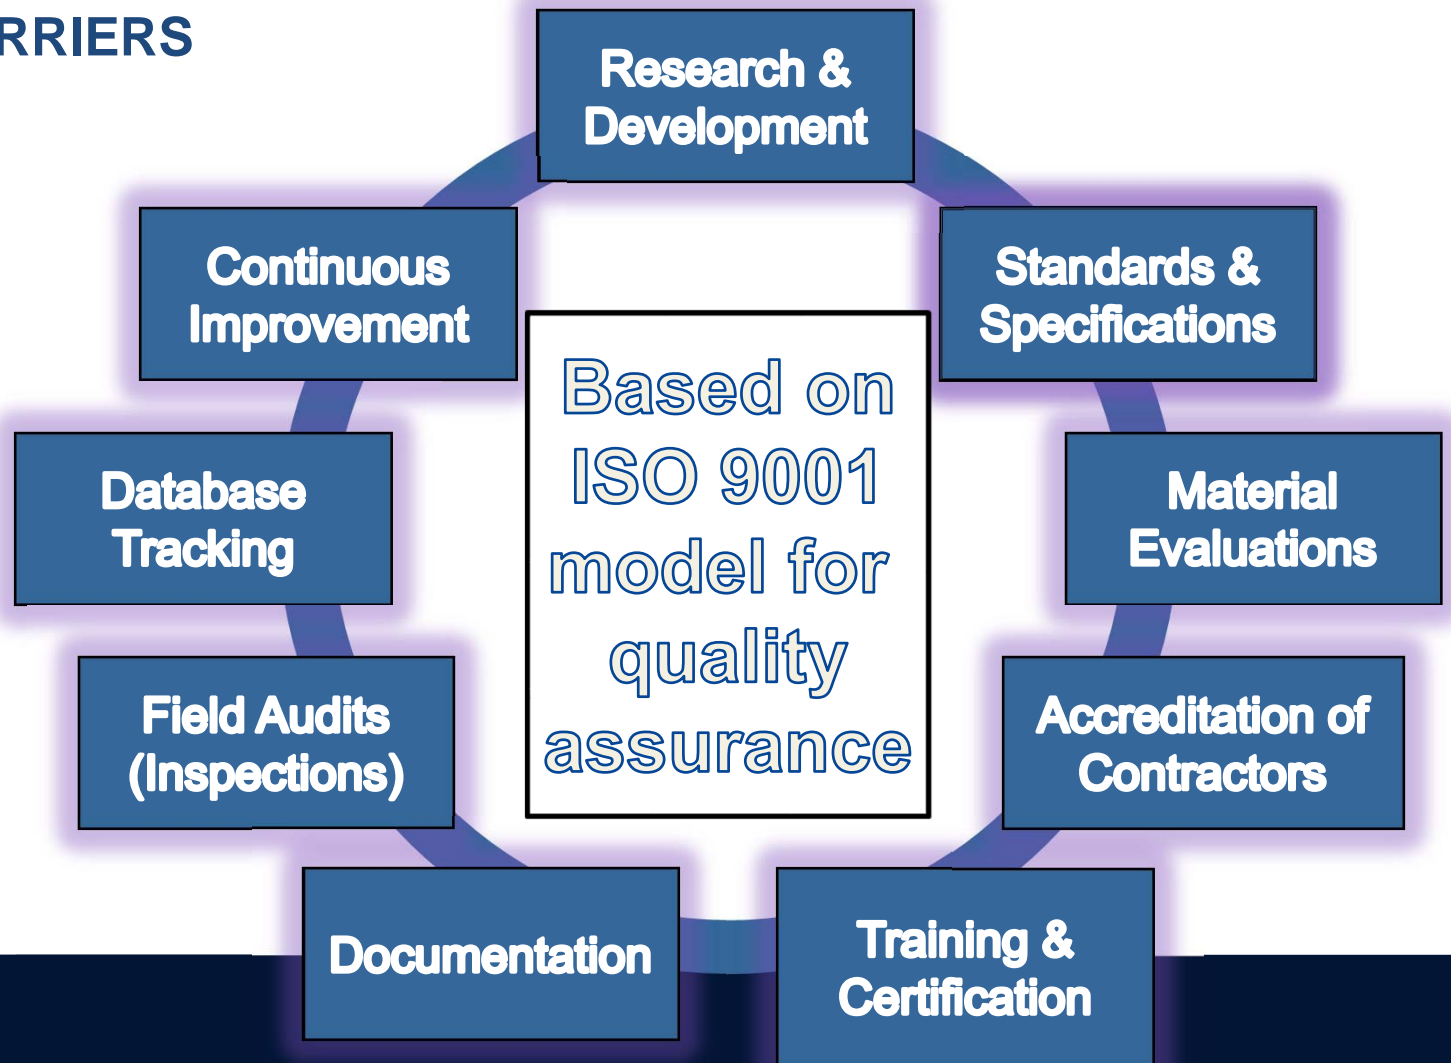 RRIERS
Research &
Development
Standards &
Specifications
Material
Evaluations
Accreditation of
Contractors
Training &
Certification
Documentation
Field Audits
(Inspections)
Database
Tracking
Continuous
Improvement
Based on
ISO 9001
model for
quality
assurance